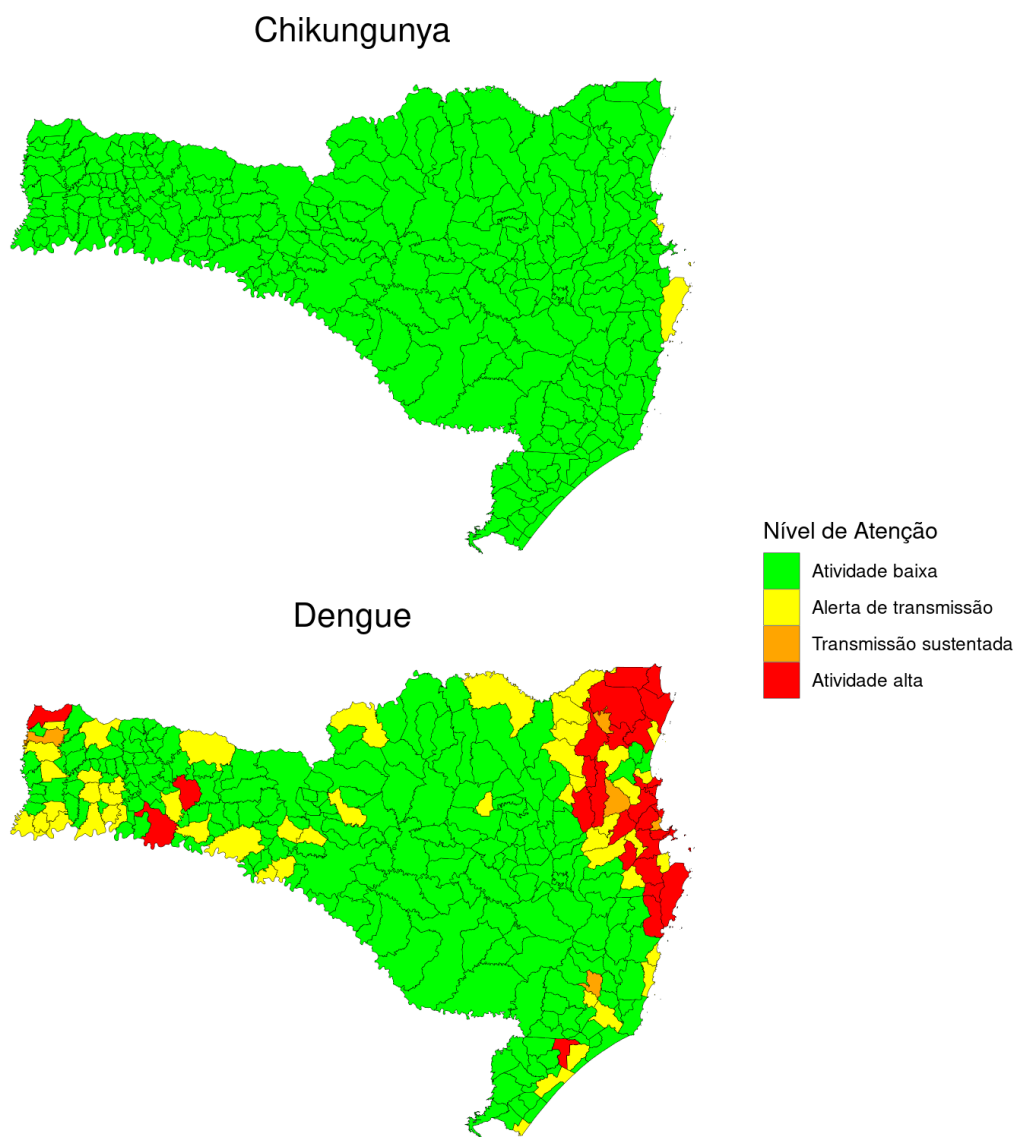 Chikungunya
Nível de Atenção
Atividade baixa
Alerta de transmissão
Transmissão sustentada
Atividade alta
Dengue